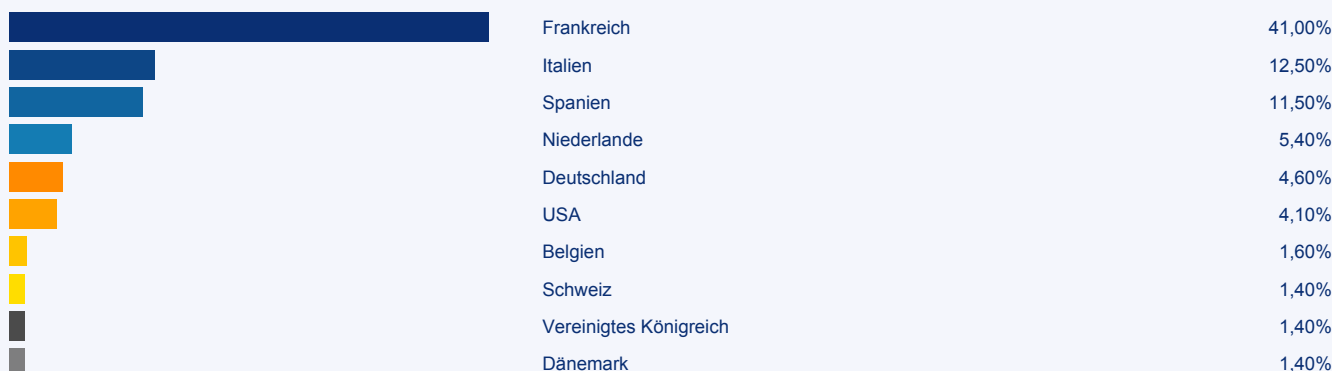 Frankreich 41,00%
Italien 12,50%
Spanien 11,50%
Niederlande 5,40%
Deutschland 4,60%
USA 4,10%
Belgien 1,60%
Schweiz 1,40%
Vereinigtes Königreich 1,40%
Dänemark 1,40%